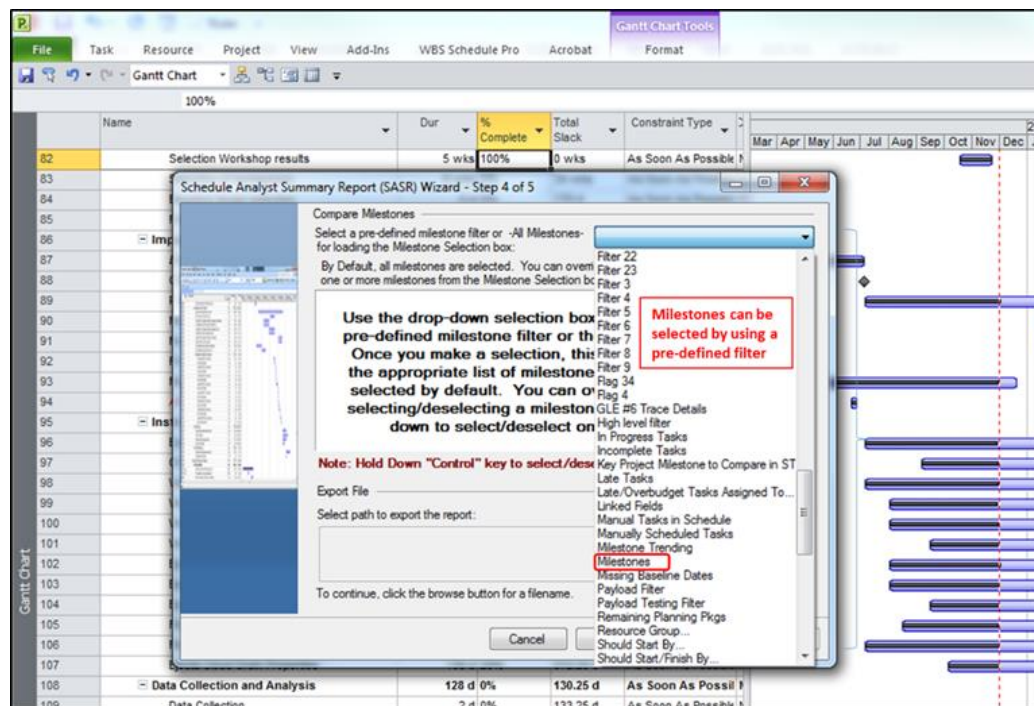 Gantt Chart Tools
File Task Resource Project View Add-Ins WBS Schedule Pro Acrobat Format
Gantt Chart
100%
Name Dur % Complete Total Slack Constraint Type
Mar Apr May Jun Jul Aug Sep Oct Nov Dec
82 Selection Workshop results 5 wks 100% 0 wks As Soon As Possible
83
Schedule Analyst Summary Report (SASR) Wizard - Step 4 of 5
84
85
86
87
88
89
90
91
92
93
94
95
96
97
98
99
100
101
102
103
104
105
106
107
Compare Milestones
Select a pre-defined milestone filter or -All Milestones-
for loading the Milestone Selection box:
By Default, all milestones are selected. You can overri
one or more milestones from the Milestone Selection bo
Use the drop-down selection box
pre-defined milestone filter or th
Once you make a selection, this
the appropriate list of milestone
selected by default. You can o
selecting/deselecting a mileston
down to select/deselect on
Note: Hold Down "Control" key to select/dese
Export File
Select path to export the report:
To continue, click the browse button for a filename.
Cancel
Filter 22
Filter 23
Filter 3
Filter 4
Filter 5
Filter 6
Filter 7
Filter 8
Filter 9
Flag 34
Flag 4
GLE #6 Trace Details
High level filter
In Progress Tasks
Incomplete Tasks
Key Project Milestone to Compare in ST
Late Tasks
Late/Overbudget Tasks Assigned To...
Linked Fields
Manual Tasks in Schedule
Manually Scheduled Tasks
Milestone Trending
Milestones
Missing Baseline Dates
Payload Filter
Payload Testing Filter
Remaining Planning Pkgs
Resource Group...
Should Start By...
Should Start/Finish By...
Milestones can be
selected by using a
pre-defined filter
Gantt Chart
108 Data Collection and Analysis 128 d 0% 130.25 d As Soon As Possil
109 Data Collection 2 d 0% 133.25 d As Soon As Possible